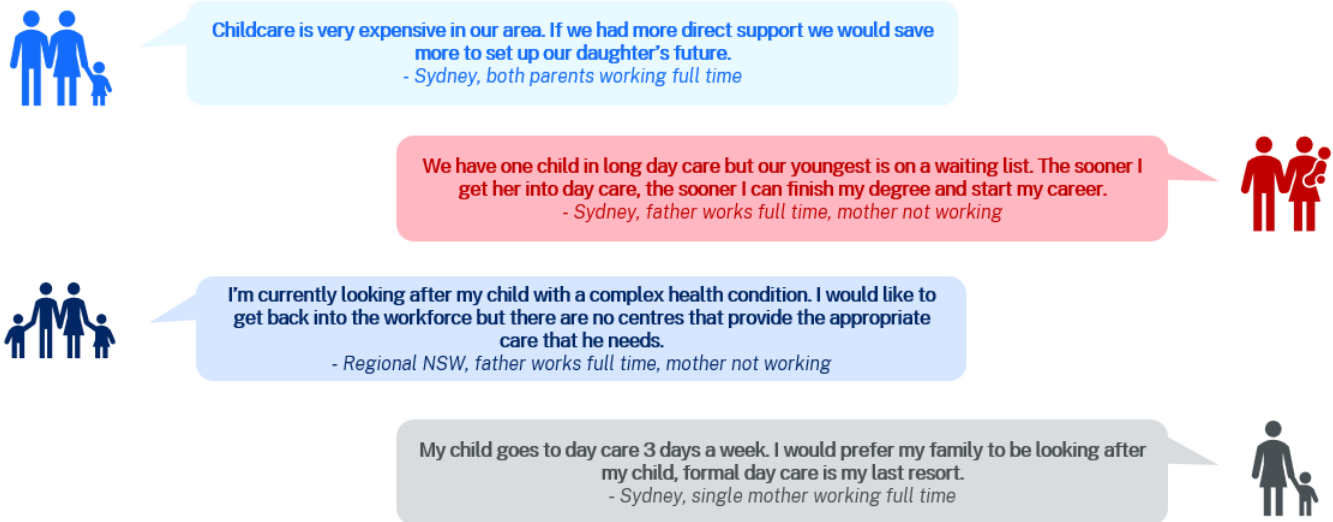 Childcare is very expensive in our area. If we had more direct support we would save
more to set up our daughter’s future.
- Sydney, both parents working full time
We have one child in long day care but our youngest is on a waiting list. The sooner I
get her into day care, the sooner I can finish my degree and start my career.
- Sydney, father works full time, mother not working
I’m currently looking after my child with a complex health condition. I would like to
get back into the workforce but there are no centres that provide the appropriate
care that he needs.
- Regional NSW, father works full time, mother not working
My child goes to day care 3 days a week. I would prefer my family to be looking after
my child, formal day care is my last resort.
- Sydney, single mother working full time